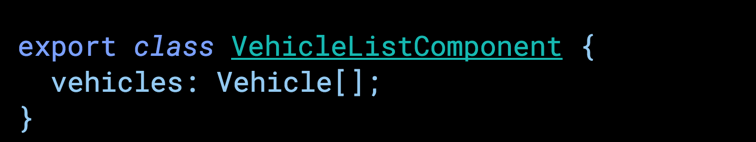 export class VehicleListComponent {
  vehicles: Vehicle[];
}